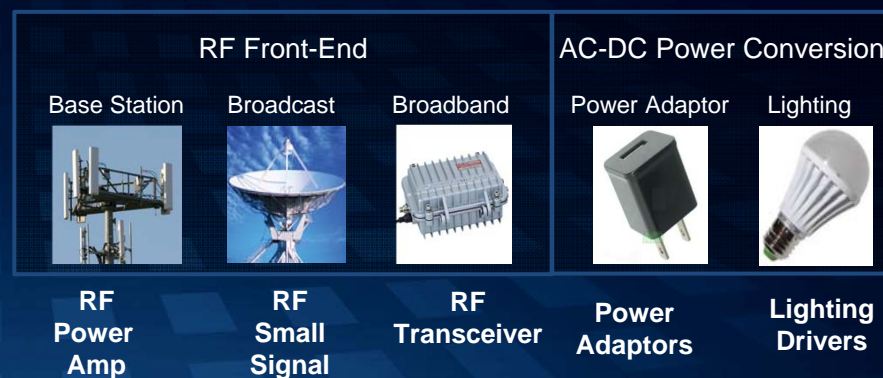 RF Front-End
AC-DC Power Conversion
Base Station
Broadcast
Broadband
Power Adaptor
Lighting
RF
Power
Amp
RF
Small
Signal
RF
Transceiver
Power
Adaptors
Lighting
Drivers